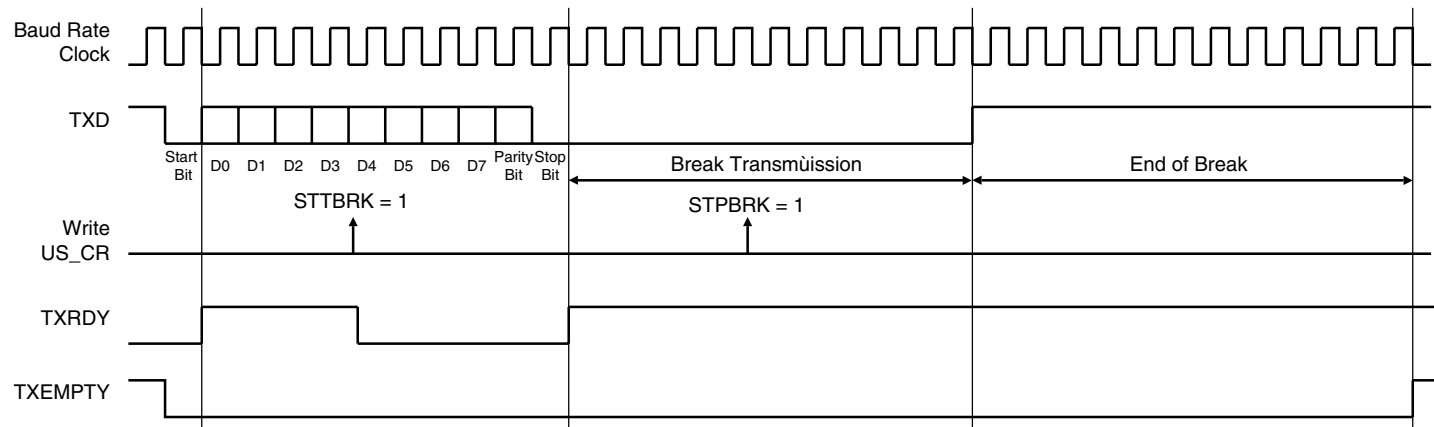 Baud Rate
Clock
TXD
Start
Bit
D0
D1
D2
D3
D4
D5
D6
D7
Parity
Bit
Stop
Bit
Break Transmùission
End of Break
STTBRK = 1
STPBRK = 1
Write
US_CR
TXRDY
TXEMPTY